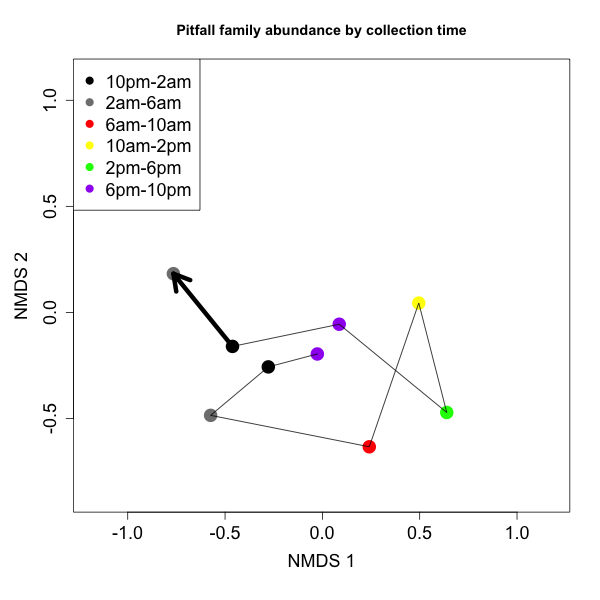 Pitfall family abundance by collection time
10pm-2am
2am-6am
6am-10am
10am-2pm
2pm-6pm
6pm-10pm
1.0
0.5
0.0
-0.5
NMDS 2
-1.0 -0.5 0.0 0.5 1.0
NMDS 1